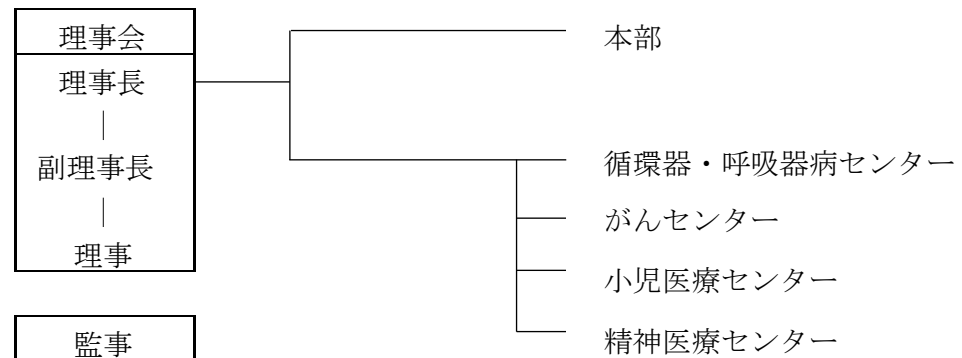 理事会
理事長
｜
副理事長
｜
理事
監事
本部
循環器・呼吸器病センター
がんセンター
小児医療センター
精神医療センター